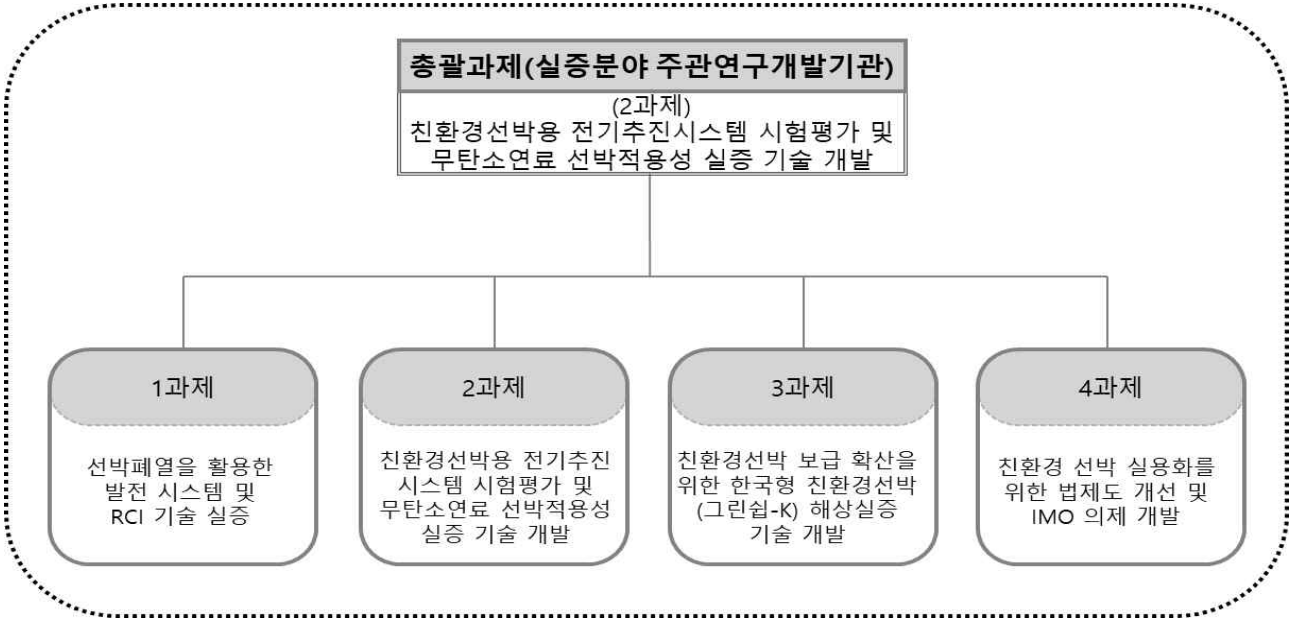 총괄과제(실증분야 주관연구개발기관)
(2과제)
친환경선박용 전기추진시스템 시험평가 및
무탄소연료 선박적용성 실증 기술 개발
1과제
선박폐열을 활용한
발전 시스템 및
RCI 기술 실증
2과제
친환경선박용 전기추진
시스템 시험평가 및
무탄소연료 선박적용성
실증 기술 개발
3과제
친환경선박 보급 확산을
위한 한국형 친환경선박
(그린쉽-K) 해상실증
기술 개발
4과제
친환경 선박 실용화를
위한 법제도 개선 및
IMO 의제 개발